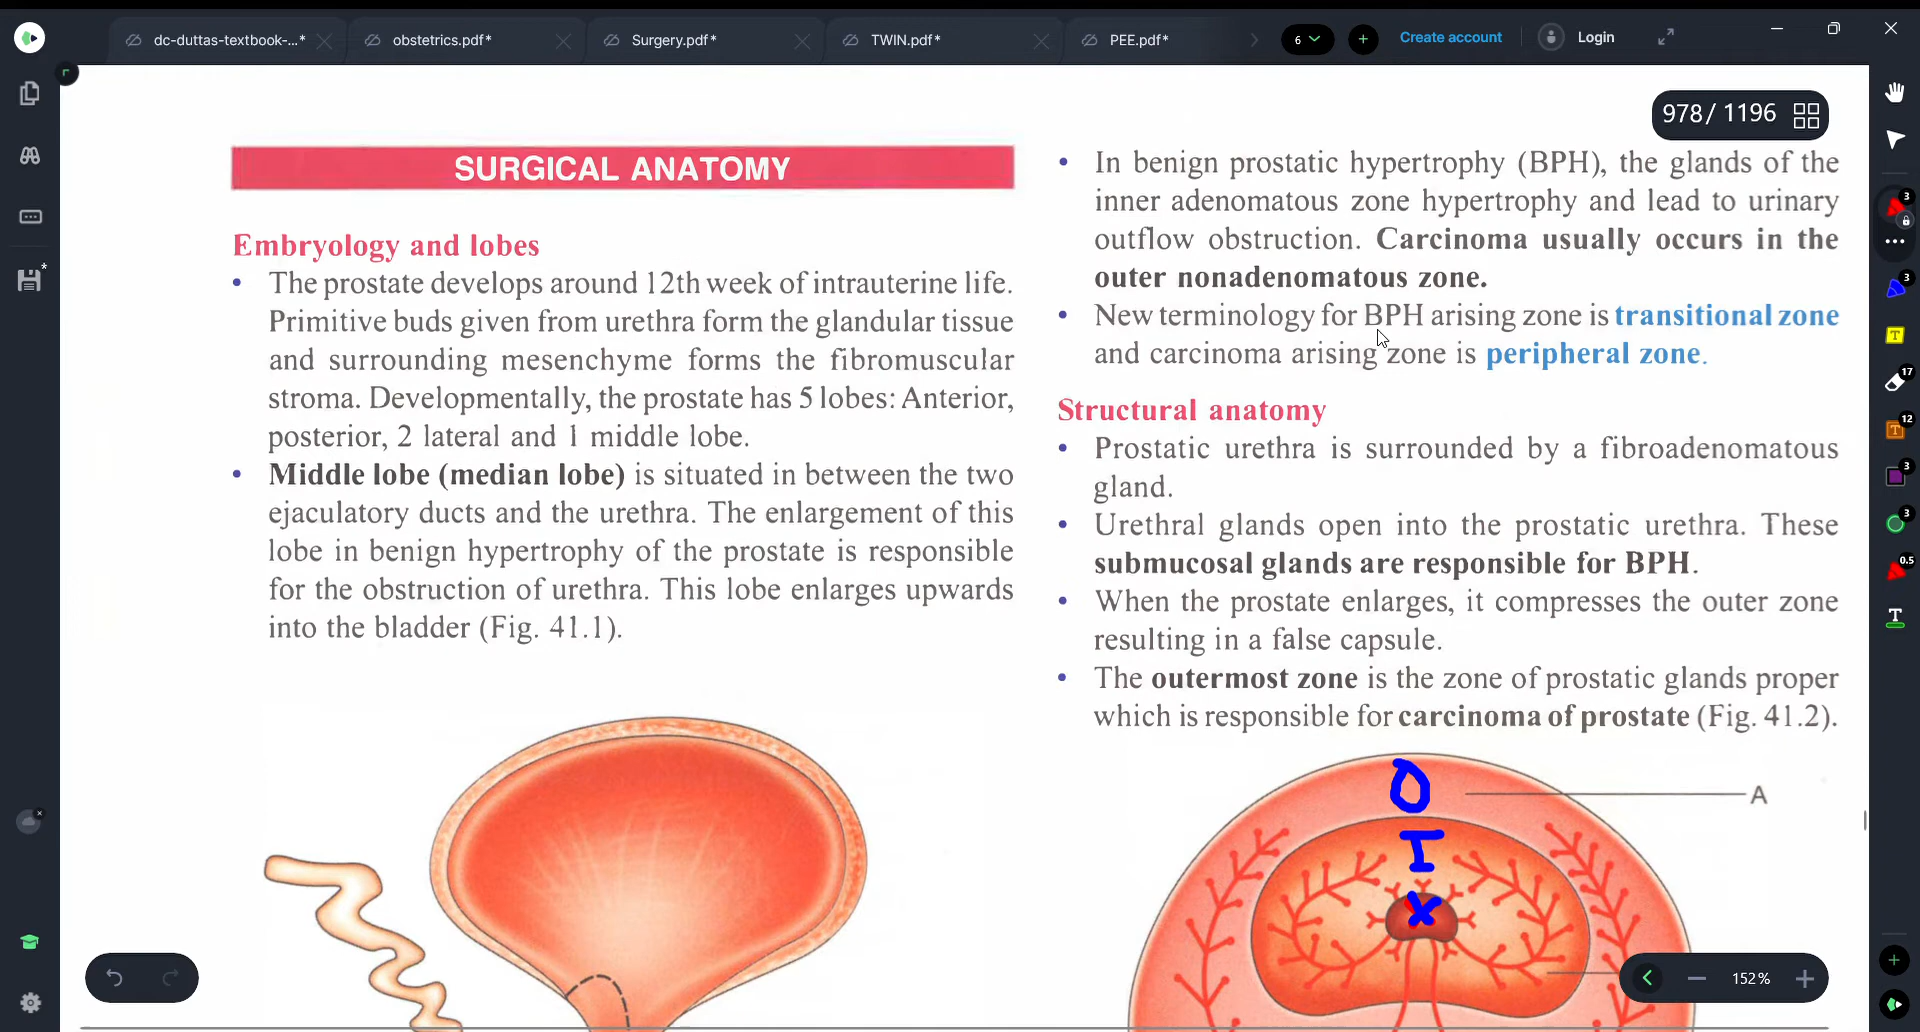 dc-duttas-textbook-...*
obstetrics.pdf*
Surgery.pdf*
TWIN.pdf*
PEE.pdf*
6
Create account
Login
978/ 1196
SURGICAL ANATOMY
Embryology and lobes
• The prostate develops around 12th week of intrauterine life.
Primitive buds given from urethra form the glandular tissue
and surrounding mesenchyme forms the fibromuscular
stroma. Developmentally, the prostate has 5 lobes: Anterior,
posterior, 2 lateral and 1 middle lobe.
• Middle lobe (median lobe) is situated in between the two
ejaculatory ducts and the urethra. The enlargement of this
lobe in benign hypertrophy of the prostate is responsible
for the obstruction of urethra. This lobe enlarges upwards
into the bladder (Fig. 41.1).
• In benign prostatic hypertrophy (BPH), the glands of the
inner adenomatous zone hypertrophy and lead to urinary
outflow obstruction. Carcinoma usually occurs in the
outer nonadenomatous zone.
• New terminology for BPH arising zone is transitional zone
and carcinoma arising zone is peripheral zone.
Structural anatomy
• Prostatic urethra is surrounded by a fibroadenomatous
gland.
• Urethral glands open into the prostatic urethra. These
submucosal glands are responsible for BPH.
• When the prostate enlarges, it compresses the outer zone
resulting in a false capsule.
• The outermost zone is the zone of prostatic glands proper
which is responsible for carcinoma of prostate (Fig. 41.2).
O
A
I
X
152%
3
3
T
17
T
12
3
3
0.5
T